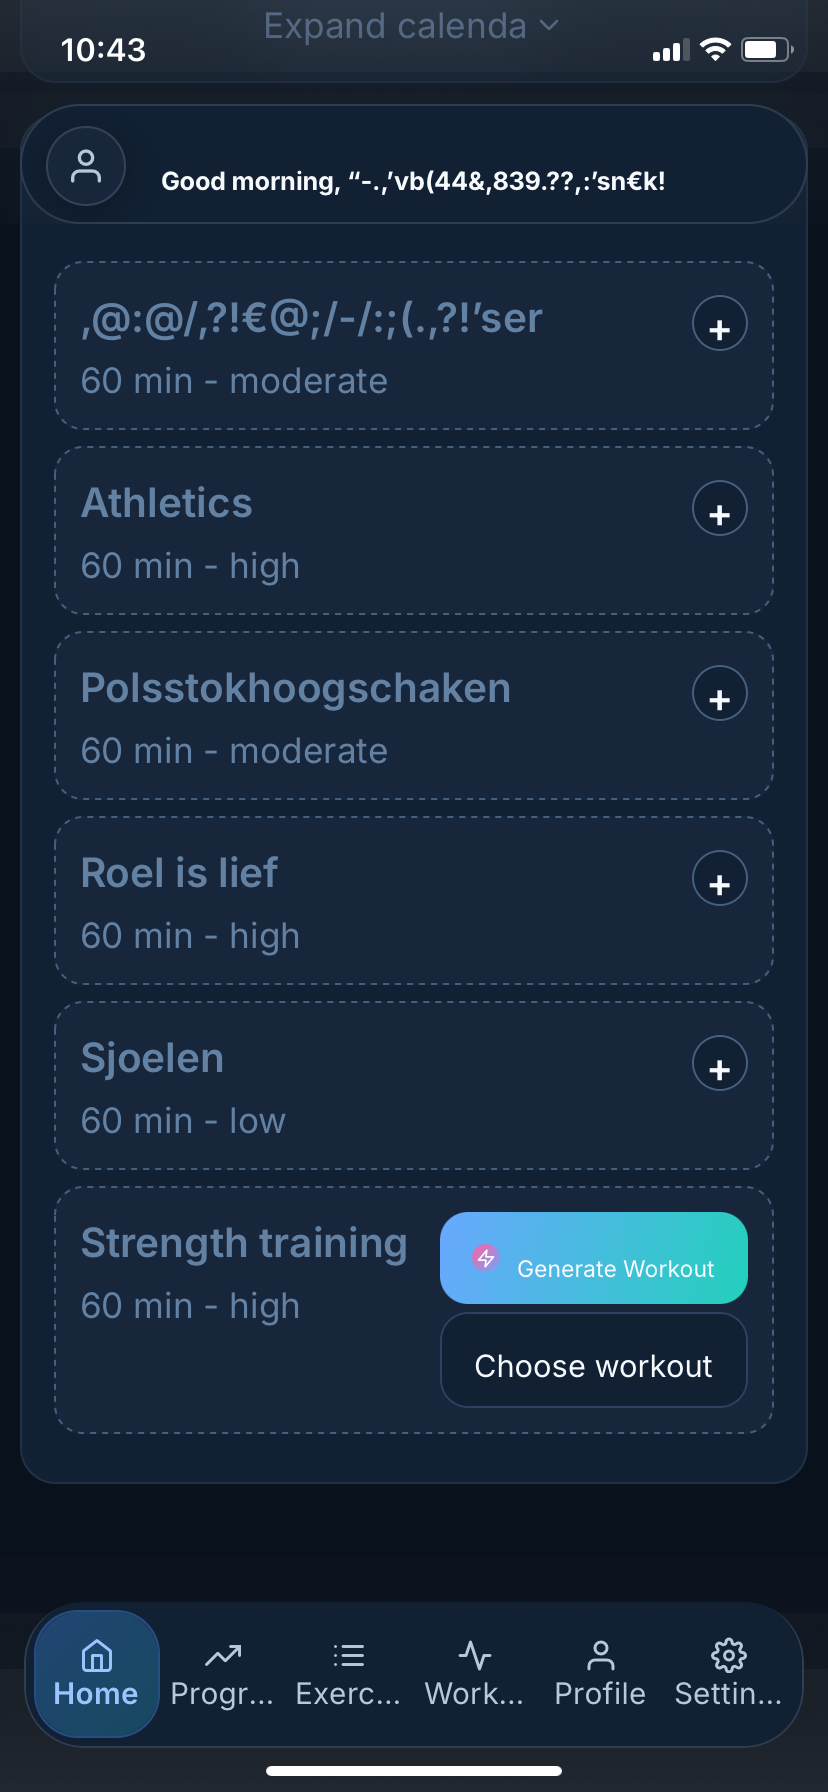 Expand calenda
10:43
Good morning, “-.,’vb(44&,839.??,:’sn€k!
,@:@/,?!€@;/-/:;(.,?!’ser
+
60 min - moderate
Athletics
+
60 min - high
Polsstokhoogschaken
+
60 min - moderate
Roel is lief
+
60 min - high
Sjoelen
+
60 min - low
Strength training
60 min - high
Generate Workout
Choose workout
Home Progr... Exerc... Work... Profile Settin...